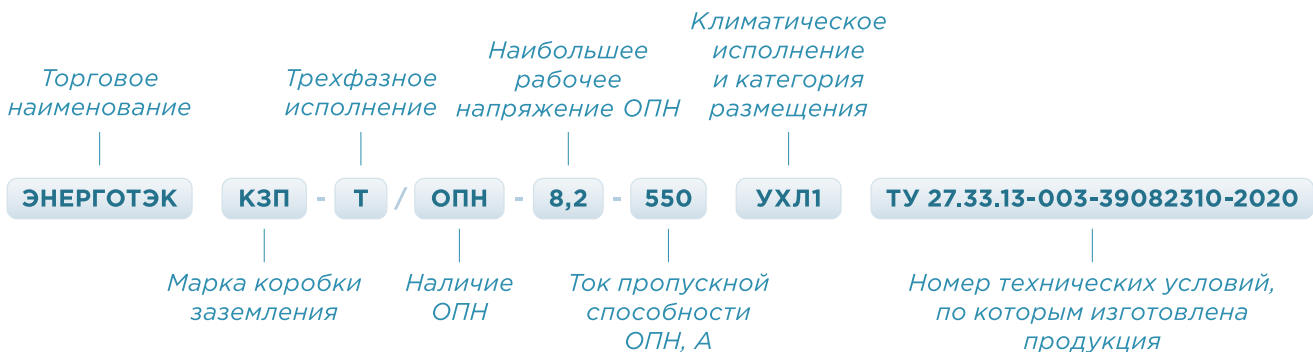 Торговое
наименование
Трехфазное
исполнение
Наибольшее
рабочее
напряжение ОПН
Климатическое
исполнение
и категория
размещения
ЭНЕРГОТЭК КЗП - Т / ОПН - 8,2 - 550 УХЛ1 ТУ 27.33.13-003-39082310-2020
Марка коробки
заземления
Наличие
ОПН
Ток пропускной
способности
ОПН, А
Номер технических условий,
по которым изготовлена
продукция